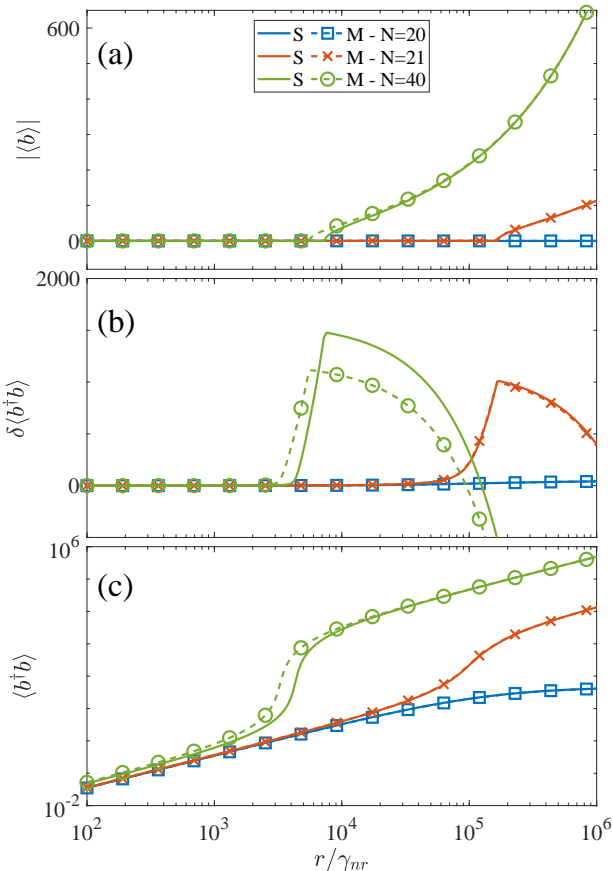 600
S M - N=20
S M - N=21
S M - N=40
(a)
|⟨b⟩|
0
2000
(b)
δ⟨b†b⟩
0
10^6
(c)
⟨b†b⟩
10^-2
10^2 10^3 10^4 10^5 10^6
r/γ_nr